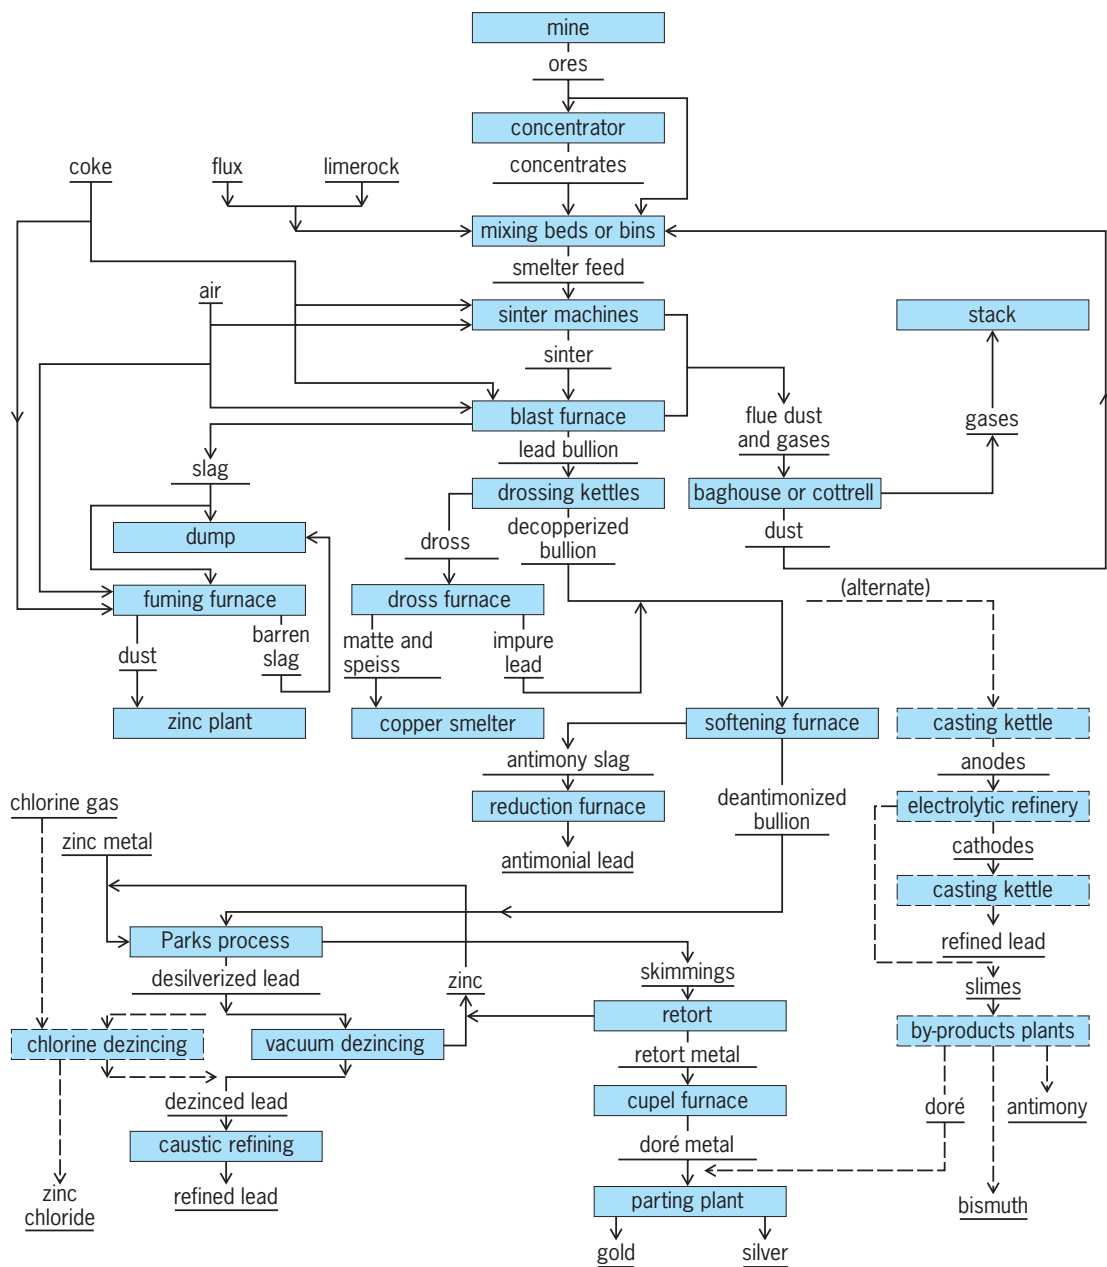 mine
ores
concentrator
coke
flux
limerock
concentrates
mixing beds or bins
smelter feed
air
sinter machines
stack
sinter
blast furnace
flue dust
and gases
gases
slag
lead bullion
drossing kettles
baghouse or cottrell
dump
dross
decopperized
bullion
dust
(alternate)
fuming furnace
dross furnace
dust
barren
slag
matte and
speiss
impure
lead
zinc plant
copper smelter
softening furnace
casting kettle
antimony slag
anodes
chlorine gas
reduction furnace
deantimonized
bullion
electrolytic refinery
zinc metal
antimonial lead
cathodes
casting kettle
Parks process
refined lead
desilverized lead
zinc
skimmings
slimes
chlorine dezincing
vacuum dezincing
retort
by-products plants
retort metal
dezinced lead
cupel furnace
doré
antimony
caustic refining
doré metal
zinc
chloride
refined lead
parting plant
bismuth
gold
silver